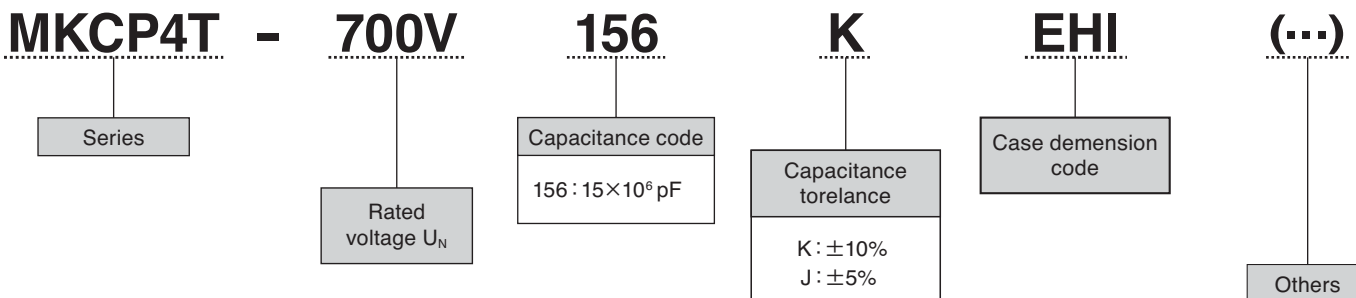 MKCP4T - 700V 156 K EHI (···)
Series
Rated
voltage UN
Capacitance code
156：15×10⁶ pF
Capacitance
torelance
K：±10%
J：±5%
Case demension
code
Others